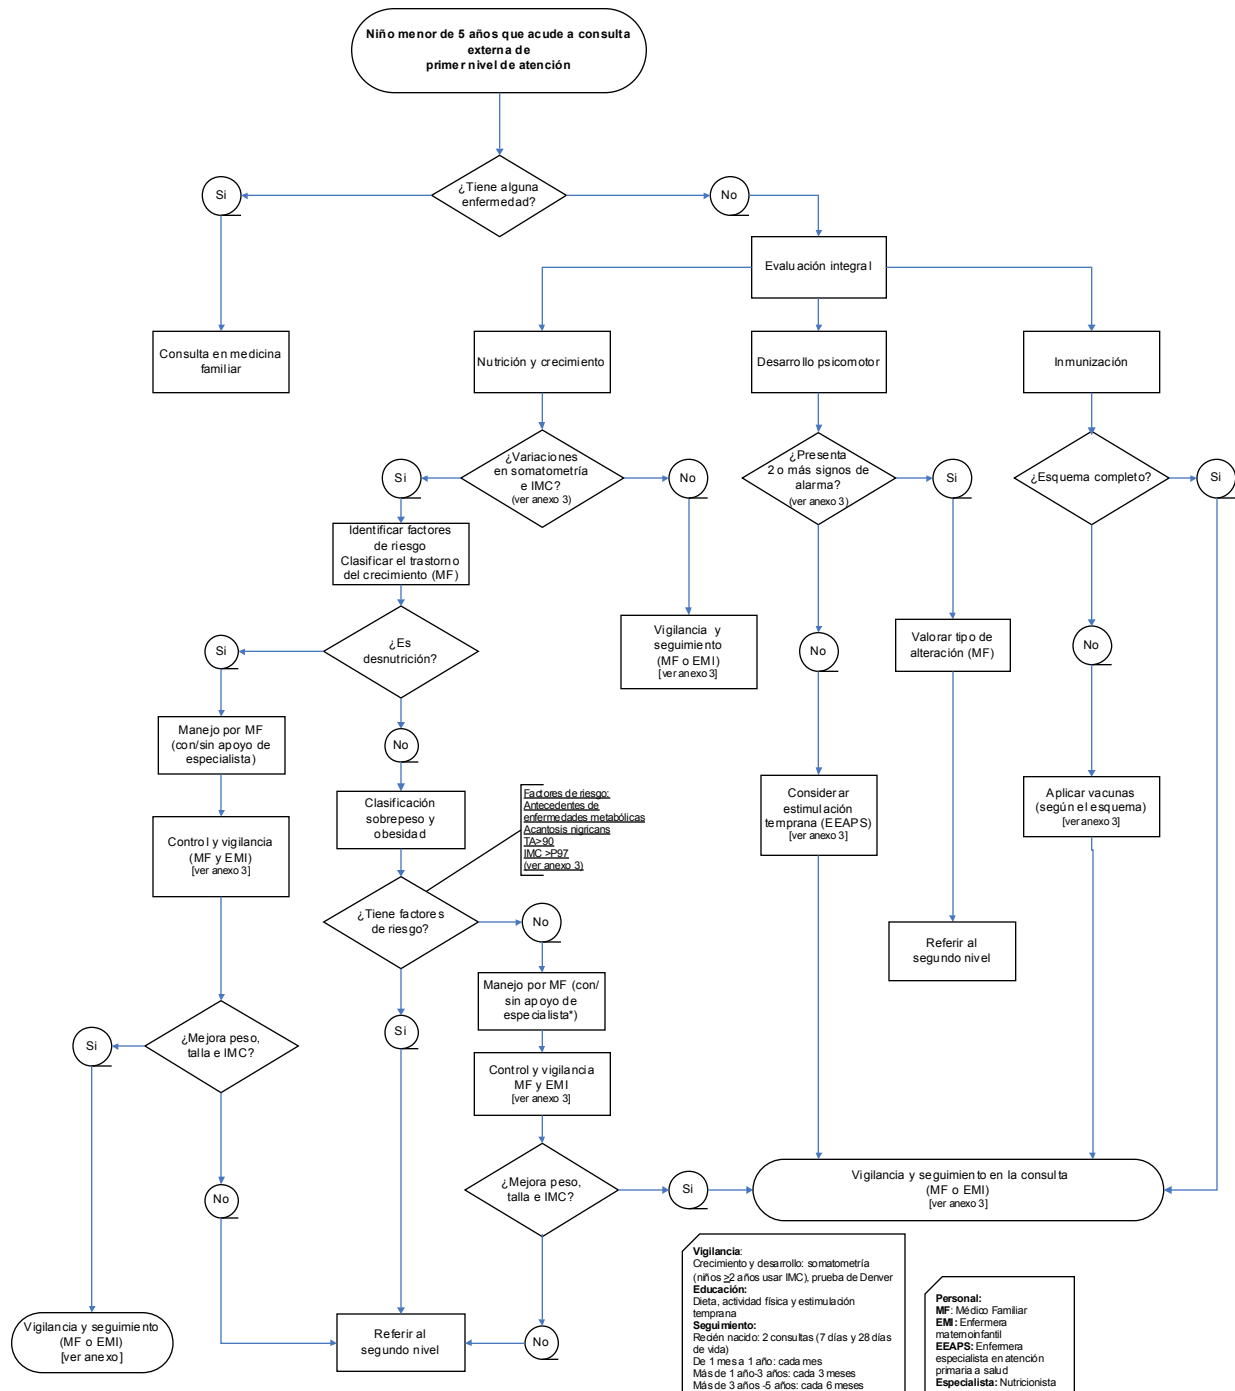 Niño menor de 5 años que acude a consulta
externa de
primer nivel de atención
¿Tiene alguna
enfermedad?
Si
No
Evaluación integral
Consulta en medicina
familiar
Nutrición y crecimiento
Desarrollo psicomotor
Inmunización
¿Variaciones
en somatometría
e IMC?
(ver anexo 3)
Si
No
¿Presenta
2 o más signos de
alarma?
(ver anexo 3)
Si
¿Esquema completo?
Si
Identificar factores
de riesgo
Clasificar el trastorno
del crecimiento (MF)
Vigilancia y
seguimiento
(MF o EMI)
[ver anexo 3]
No
Valorar tipo de
alteración (MF)
No
¿Es
desnutrición?
Si
No
Manejo por MF
(con/sin apoyo de
especialista)
Clasificación
sobrepeso y
obesidad
Factores de riesgo:
Antecedentes de
enfermedades metabólicas
Acantosis nigricans
TA>90
IMC >P97
(ver anexo 3)
Considerar
estimulación
temprana (EEAPS)
[ver anexo 3]
Aplicar vacunas
(según el esquema)
[ver anexo 3]
Control y vigilancia
(MF y EMI)
[ver anexo 3]
¿Tiene factores
de riesgo?
No
Referir al
segundo nivel
Manejo por MF (con/
sin apoyo de
especialista*)
Si
¿Mejora peso,
talla e IMC?
Si
Control y vigilancia
MF y EMI
[ver anexo 3]
No
¿Mejora peso,
talla e IMC?
Si
Vigilancia y seguimiento en la consulta
(MF o EMI)
[ver anexo 3]
Vigilancia y seguimiento
(MF o EMI)
[ver anexo]
Referir al
segundo nivel
No
Vigilancia:
Crecimiento y desarrollo: somatometría
(niños ≥2 años usar IMC), prueba de Denver
Educación:
Dieta, actividad física y estimulación
temprana
Seguimiento:
Recién nacido: 2 consultas (7 días y 28 días
de vida)
De 1 mes a 1 año: cada mes
Más de 1 año-3 años: cada 3 meses
Más de 3 años -5 años: cada 6 meses
Personal:
MF: Médico Familiar
EMI: Enfermera
maternoinfantil
EEAPS: Enfermera
especialista en atención
primaria a salud
Especialista: Nutricionista